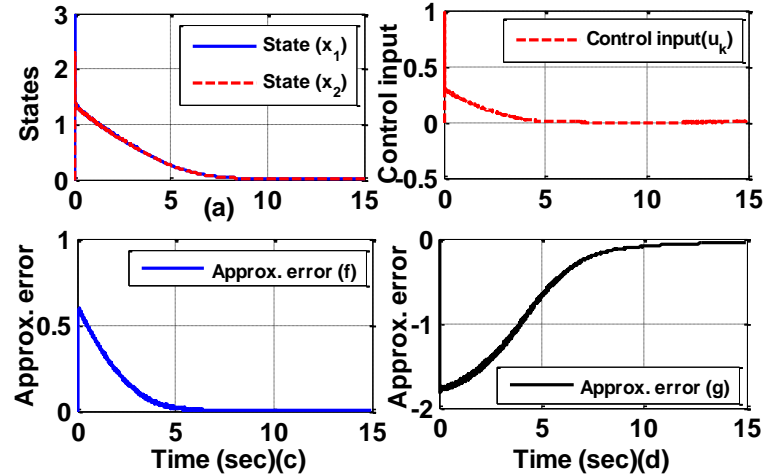 3
2
1
0
States
State (x1)
State (x2)
0 5 10 15
(a)
1
0.5
0
-0.5
Control input
Control input(uk)
0 5 10 15
1
0.5
0
Approx. error
Approx. error (f)
0 5 10 15
Time (sec)(c)
0
-1
-2
Approx. error
Approx. error (g)
0 5 10 15
Time (sec)(d)